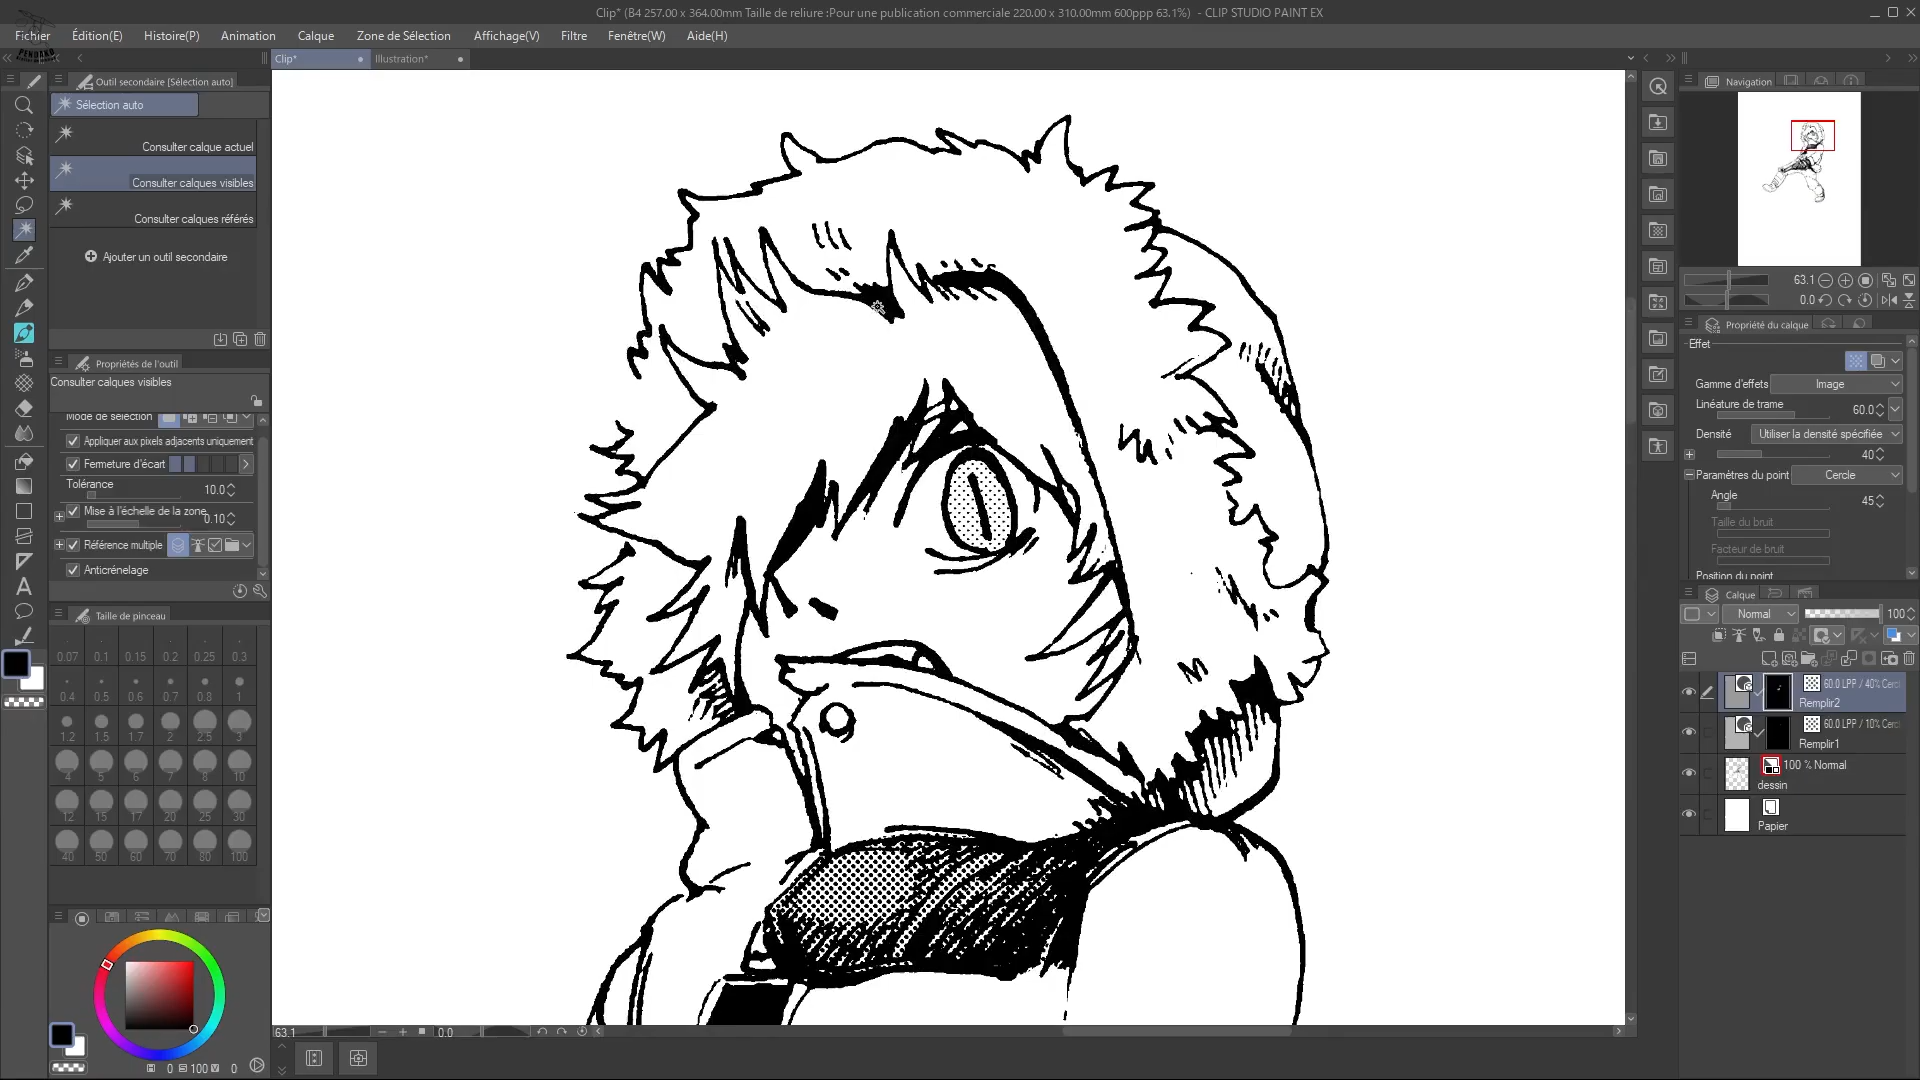 Clip* (B4 257.00 x 364.00mm Taille de reliure :Pour une publication commerciale 220.00 x 310.00mm 600ppp 63.1%) - CLIP STUDIO PAINT EX
Fichier Édition(E) Histoire(P) Animation Calque Zone de Sélection Affichage(V) Filtre Fenêtre(W) Aide(H)
Clip* Illustration*
Outil secondaire [Sélection auto]
Sélection auto
Consulter calque actuel
Consulter calques visibles
Consulter calques référés
Ajouter un outil secondaire
Propriétés de l'outil
Consulter calques visibles
Mode de sélection
Appliquer aux pixels adjacents uniquement
Fermeture d'écart
Tolérance
10.0
Mise à l'échelle de la zone
0.10
Référence multiple
Anticrénelage
Taille de pinceau
0.07 0.1 0.15 0.2 0.25 0.3
0.4 0.5 0.6 0.7 0.8 1
1.2 1.5 1.7 2 2.5 3
4 5 6 7 8 10
12 15 17 20 25 30
40 50 60 70 80 100
0 100 0
63.1 0.0
Navigation
63.1
0.0
Propriété du calque
Effet
Gamme d'effets Image
Linéature de trame
60.0
Densité Utiliser la densité spécifiée
40
Paramètres du point Cercle
Angle
45
Taille du bruit
Facteur de bruit
Position du point
Calque
Normal 100
60.0 LPP / 40% Cerc
Remplir2
60.0 LPP / 10% Cerc
Remplir1
100 % Normal
dessin
Papier